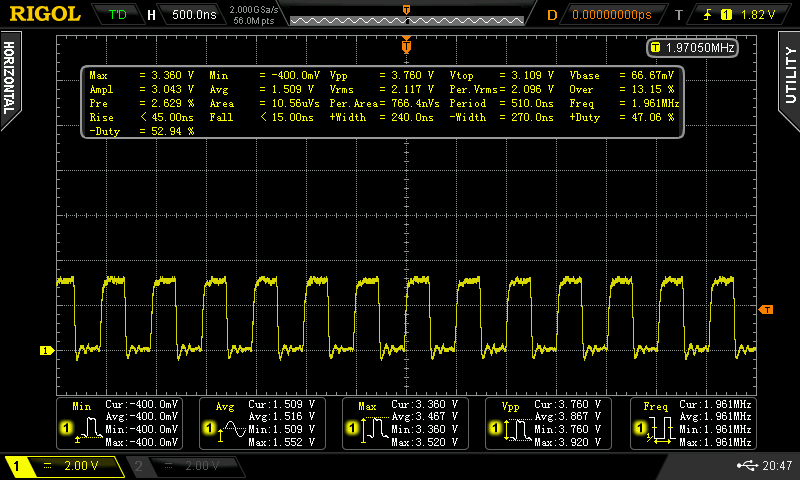 RIGOL T'D H 500.0ns 2.000GSa/s D 0.00000000ps T 1 1.82 V
56.0M pts
T
HORIZONTAL
UTILITY
T 1.97050MHz
Max = 3.360 V Min = -400.0mV Vpp = 3.760 V Vtop = 3.109 V Vbase = 66.67mV
Ampl = 3.043 V Avg = 1.509 V Vrms = 2.117 V Per.Vrms= 2.096 V Over = 13.15 %
Pre = 2.629 % Area = 10.56uVs Per.Area= 766.4nVs Period = 510.0ns Freq = 1.961MHz
Rise < 45.00ns Fall < 15.00ns +Width = 240.0ns -Width = 270.0ns +Duty = 47.06 %
-Duty = 52.94 %
T
1
Min Cur:-400.0mV
Avg:-400.0mV
1 Min:-400.0mV
Max:-400.0mV
Avg Cur:1.509 V
Avg:1.516 V
1 Min:1.509 V
Max:1.552 V
Max Cur:3.360 V
Avg:3.467 V
1 Min:3.360 V
Max:3.520 V
Vpp Cur:3.760 V
Avg:3.867 V
1 Min:3.760 V
Max:3.920 V
Freq Cur:1.961MHz
Avg:1.961MHz
1 Min:1.961MHz
Max:1.961MHz
1 2.00 V 2 2.00 V 20:47